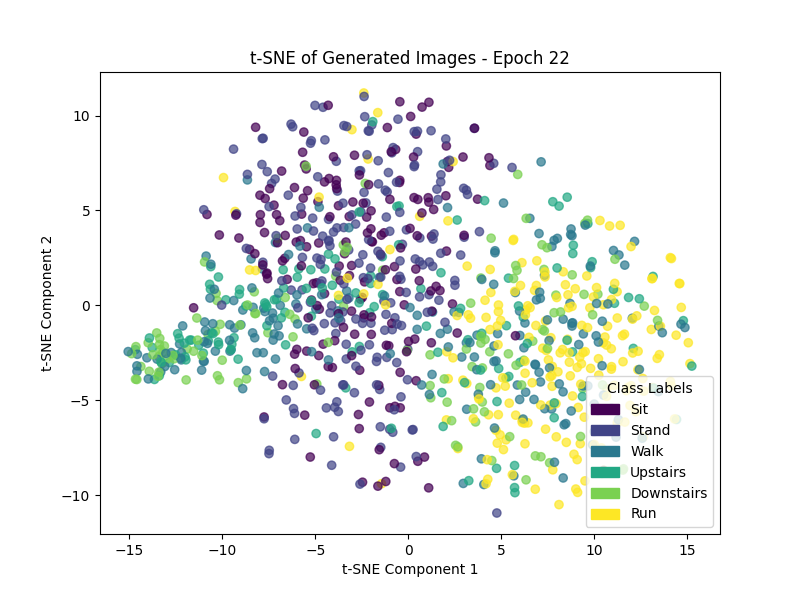 t-SNE of Generated Images - Epoch 22
10
5
0
−5
−10
t-SNE Component 2
Class Labels
Sit
Stand
Walk
Upstairs
Downstairs
Run
−15
−10
−5
0
5
10
15
t-SNE Component 1